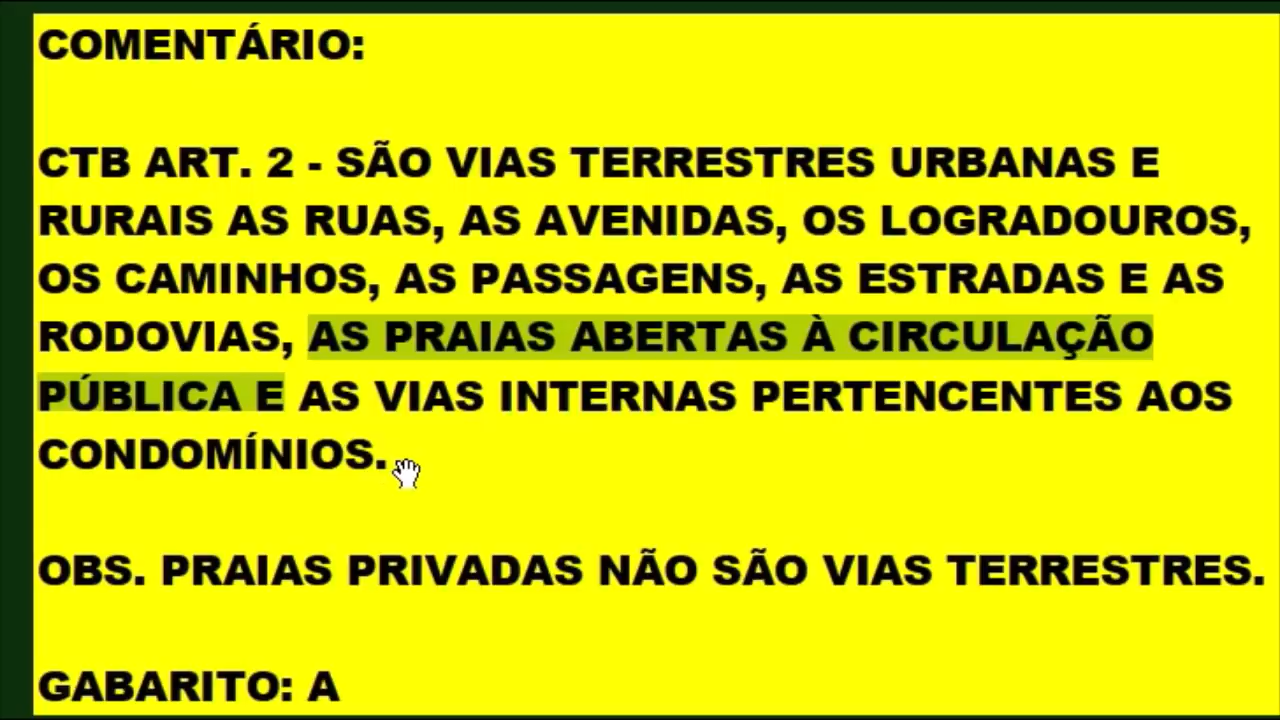 COMENTÁRIO:
CTB ART. 2 - SÃO VIAS TERRESTRES URBANAS E
RURAIS AS RUAS, AS AVENIDAS, OS LOGRADOUROS,
OS CAMINHOS, AS PASSAGENS, AS ESTRADAS E AS
RODOVIAS, AS PRAIAS ABERTAS À CIRCULAÇÃO
PÚBLICA E AS VIAS INTERNAS PERTENCENTES AOS
CONDOMÍNIOS.
OBS. PRAIAS PRIVADAS NÃO SÃO VIAS TERRESTRES.
GABARITO: A